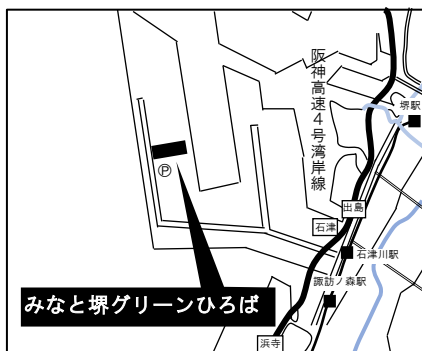 阪神高速４号湾岸線
堺駅
Ⓟ
出島
石津
石津川駅
諏訪ノ森駅
みなと堺グリーンひろば
浜寺